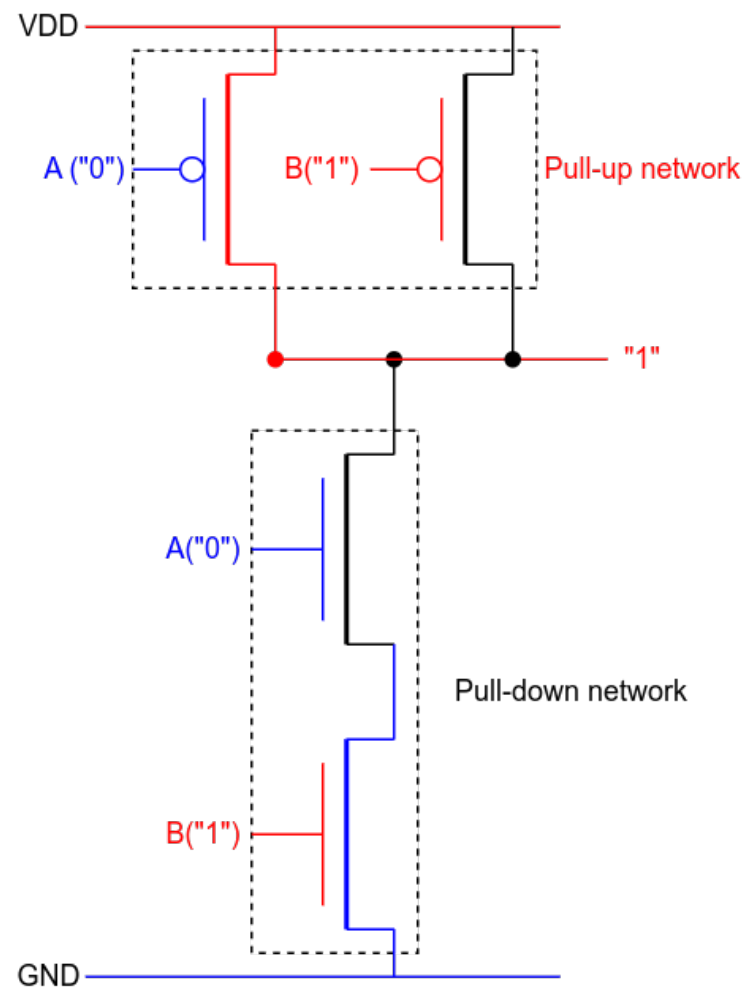 VDD
A ("0")
B("1")
Pull-up network
"1"
A("0")
Pull-down network
B("1")
GND